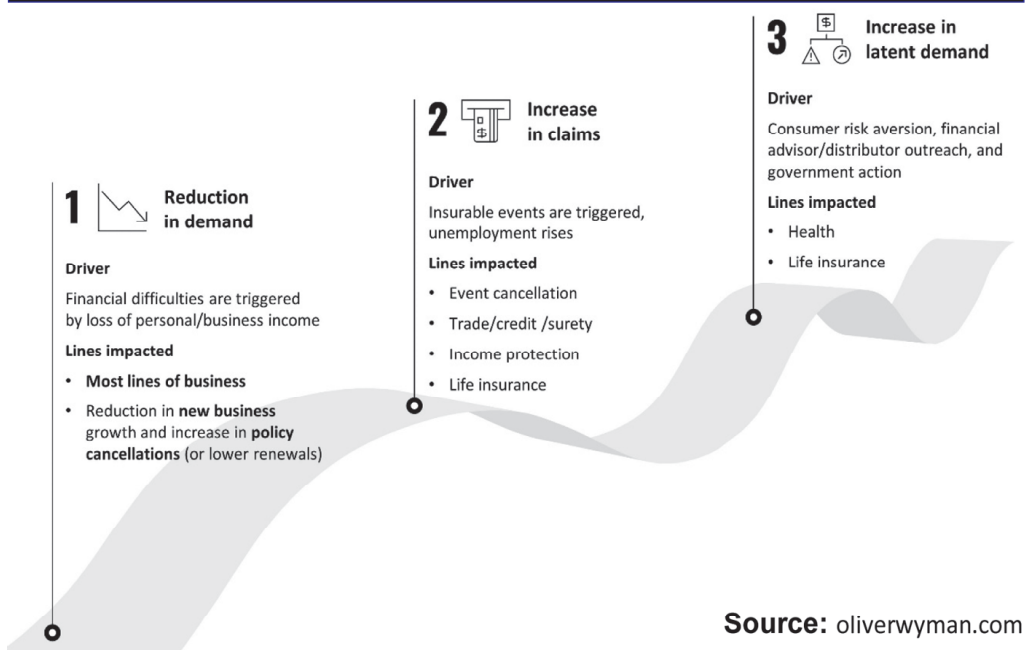 1
Reduction
in demand
Driver
Financial difficulties are triggered
by loss of personal/business income
Lines impacted
• Most lines of business
• Reduction in new business
growth and increase in policy
cancellations (or lower renewals)
2
$
Increase
in claims
Driver
Insurable events are triggered,
unemployment rises
Lines impacted
• Event cancellation
• Trade/credit /surety
• Income protection
• Life insurance
3
$
Increase in
latent demand
Driver
Consumer risk aversion, financial
advisor/distributor outreach, and
government action
Lines impacted
• Health
• Life insurance
Source: oliverwyman.com